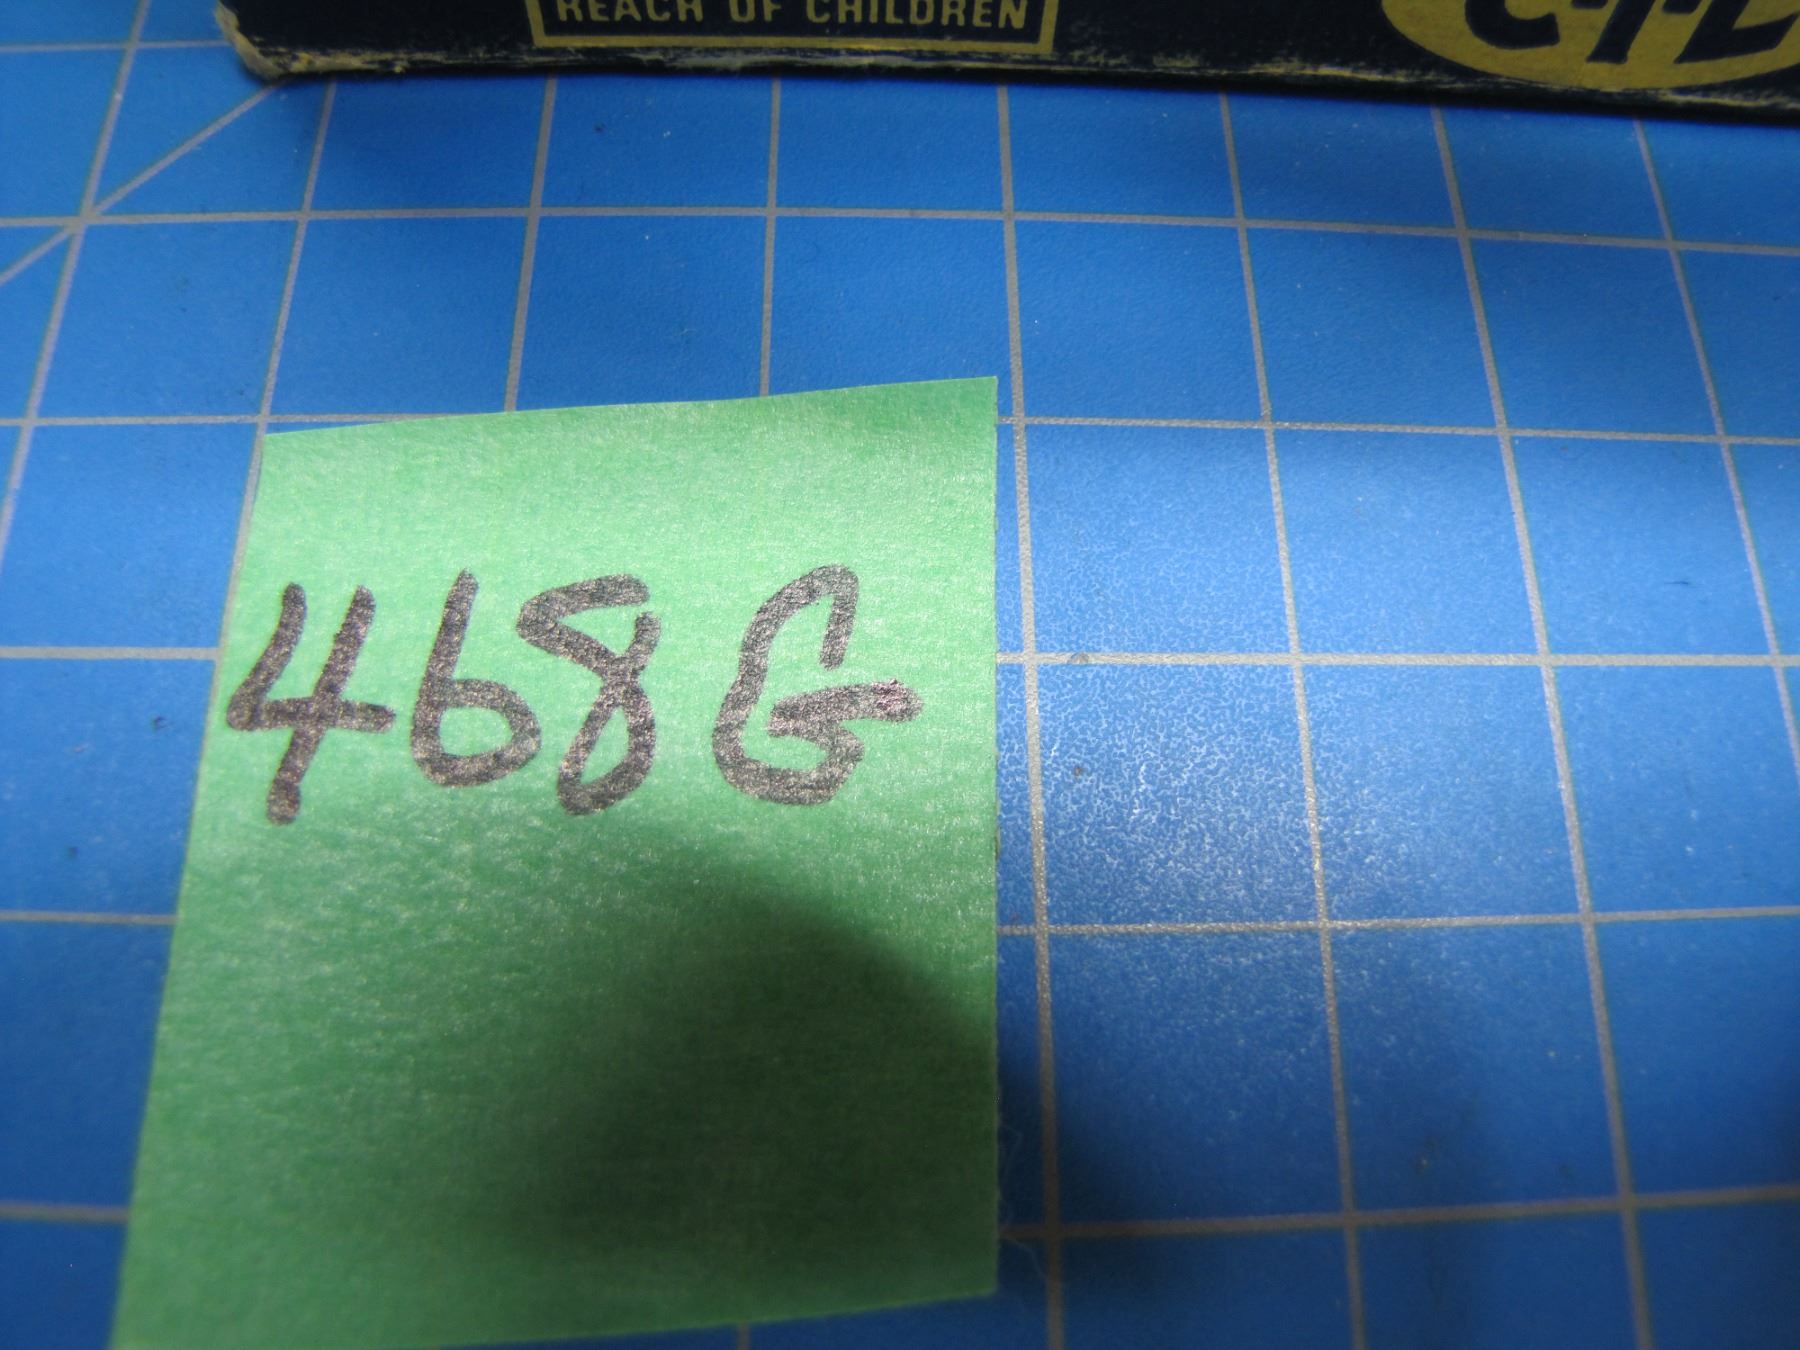 REACH OF CHILDREN
C-I-L
468G